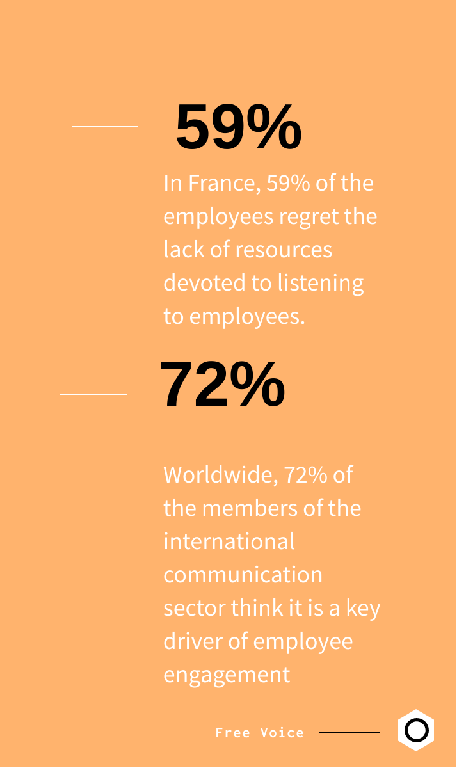 59%
In France, 59% of the
employees regret the
lack of resources
devoted to listening
to employees.
72%
Worldwide, 72% of
the members of the
international
communication
sector think it is a key
driver of employee
engagement
Free Voice